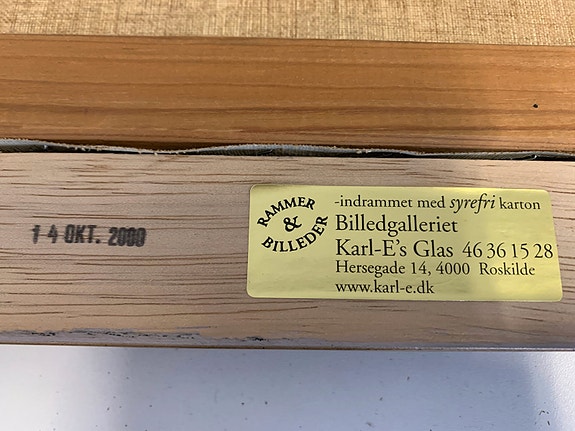 14 OKT. 2000
RAMMER
&
BILLEDER
-indrammet med syrefri karton
Billedgalleriet
Karl-E's Glas 46 36 15 28
Hersegade 14, 4000 Roskilde
www.karl-e.dk